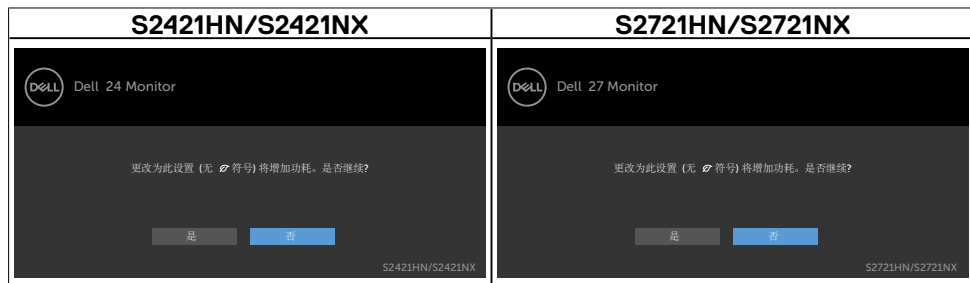 S2421HN/S2421NX
S2721HN/S2721NX
DELL Dell 24 Monitor
更改为此设置 (无 符号) 将增加功耗。是否继续?
是 否
S2421HN/S2421NX
DELL Dell 27 Monitor
更改为此设置 (无 符号) 将增加功耗。是否继续?
是 否
S2721HN/S2721NX